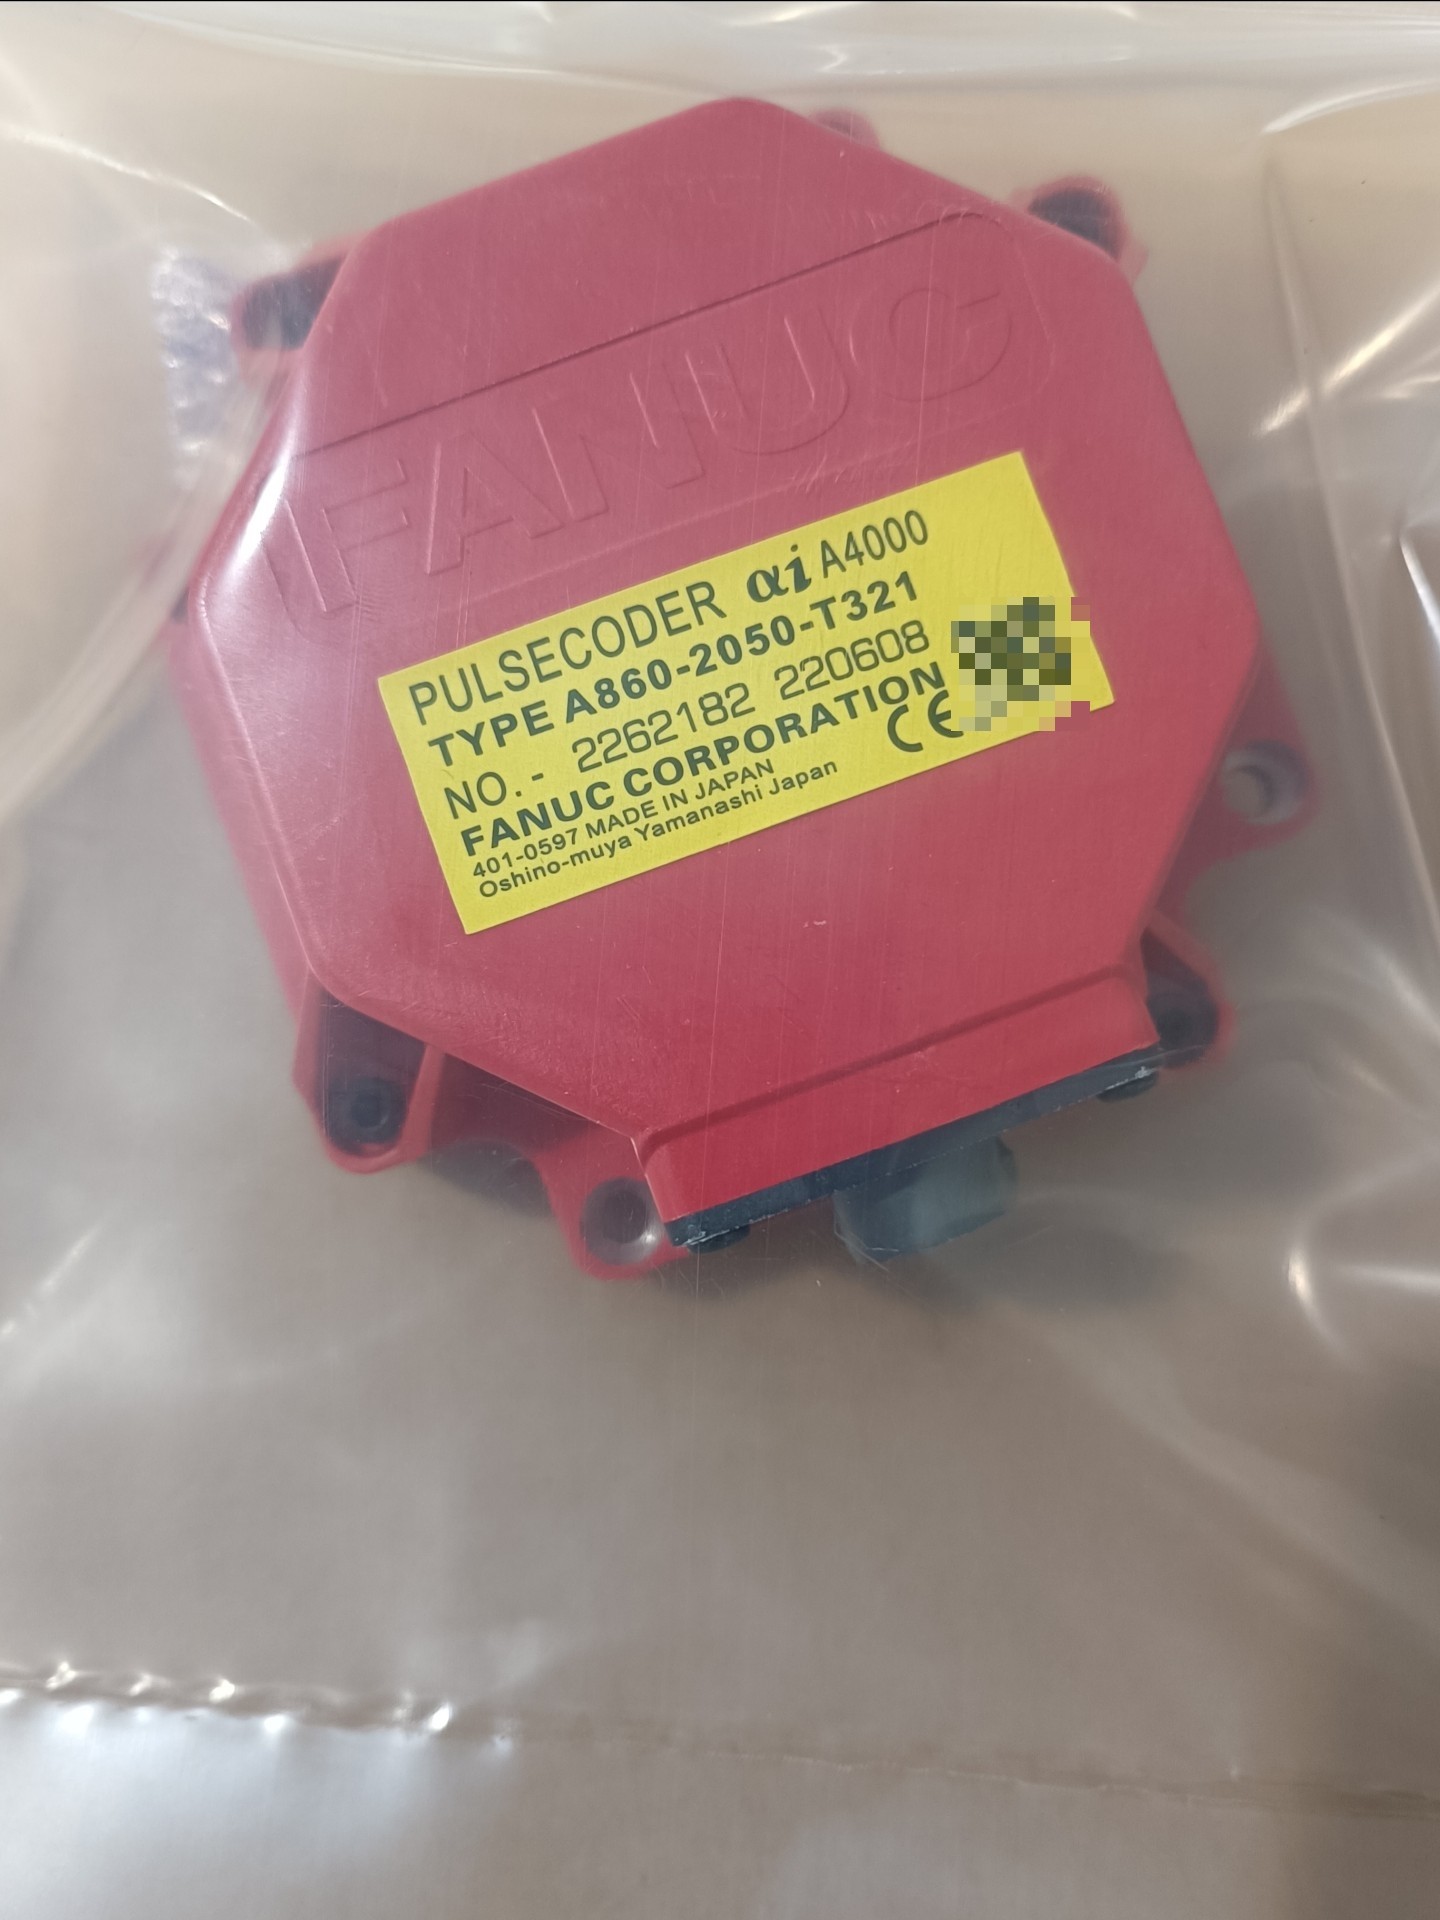 FANUC
PULSECODER αi A4000
TYPE A860-2050-T321
NO. - 2262182 220608
FANUC CORPORATION
401-0597 MADE IN JAPAN
Oshino-muya Yamanashi Japan
CE